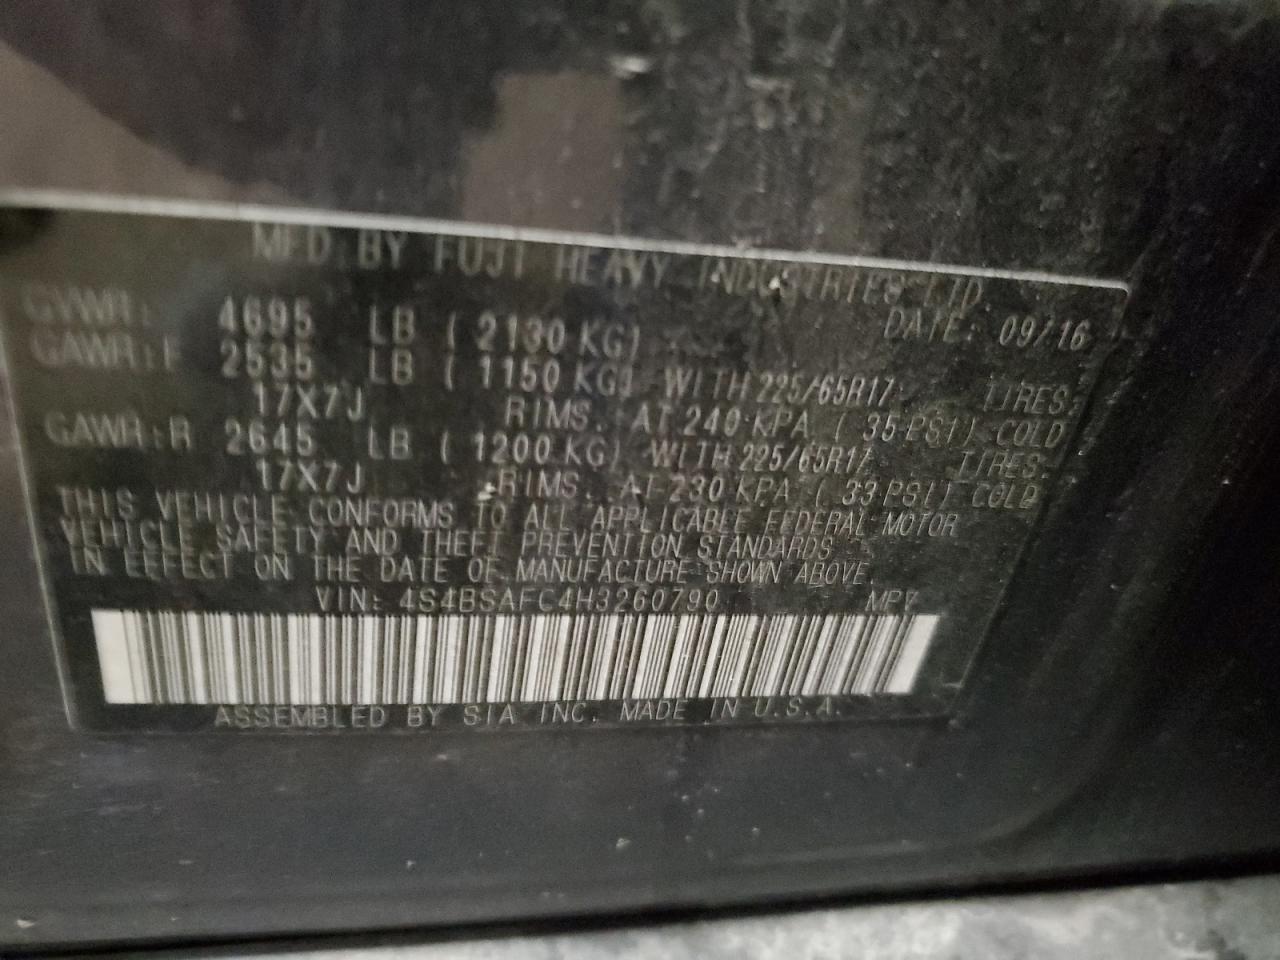 MFD. BY FUJI HEAVY INDUSTRIES LTD.
DATE: 09/16
GVWR: 4695 LB ( 2130 KG)
GAWR:F 2535 LB ( 1150 KG) WITH 225/65R17 TIRES,
17X7J RIMS. AT 240 KPA ( 35 PSI) COLD
GAWR:R 2645 LB ( 1200 KG) WITH 225/65R17 TIRES.
17X7J RIMS. AT 230 KPA ( 33 PSI) COLD
THIS VEHICLE CONFORMS TO ALL APPLICABLE FEDERAL MOTOR
VEHICLE SAFETY AND THEFT PREVENTION STANDARDS
IN EFFECT ON THE DATE OF MANUFACTURE SHOWN ABOVE.
VIN: 4S4BSAFC4H3260790 MPV
ASSEMBLED BY SIA INC. MADE IN U.S.A.